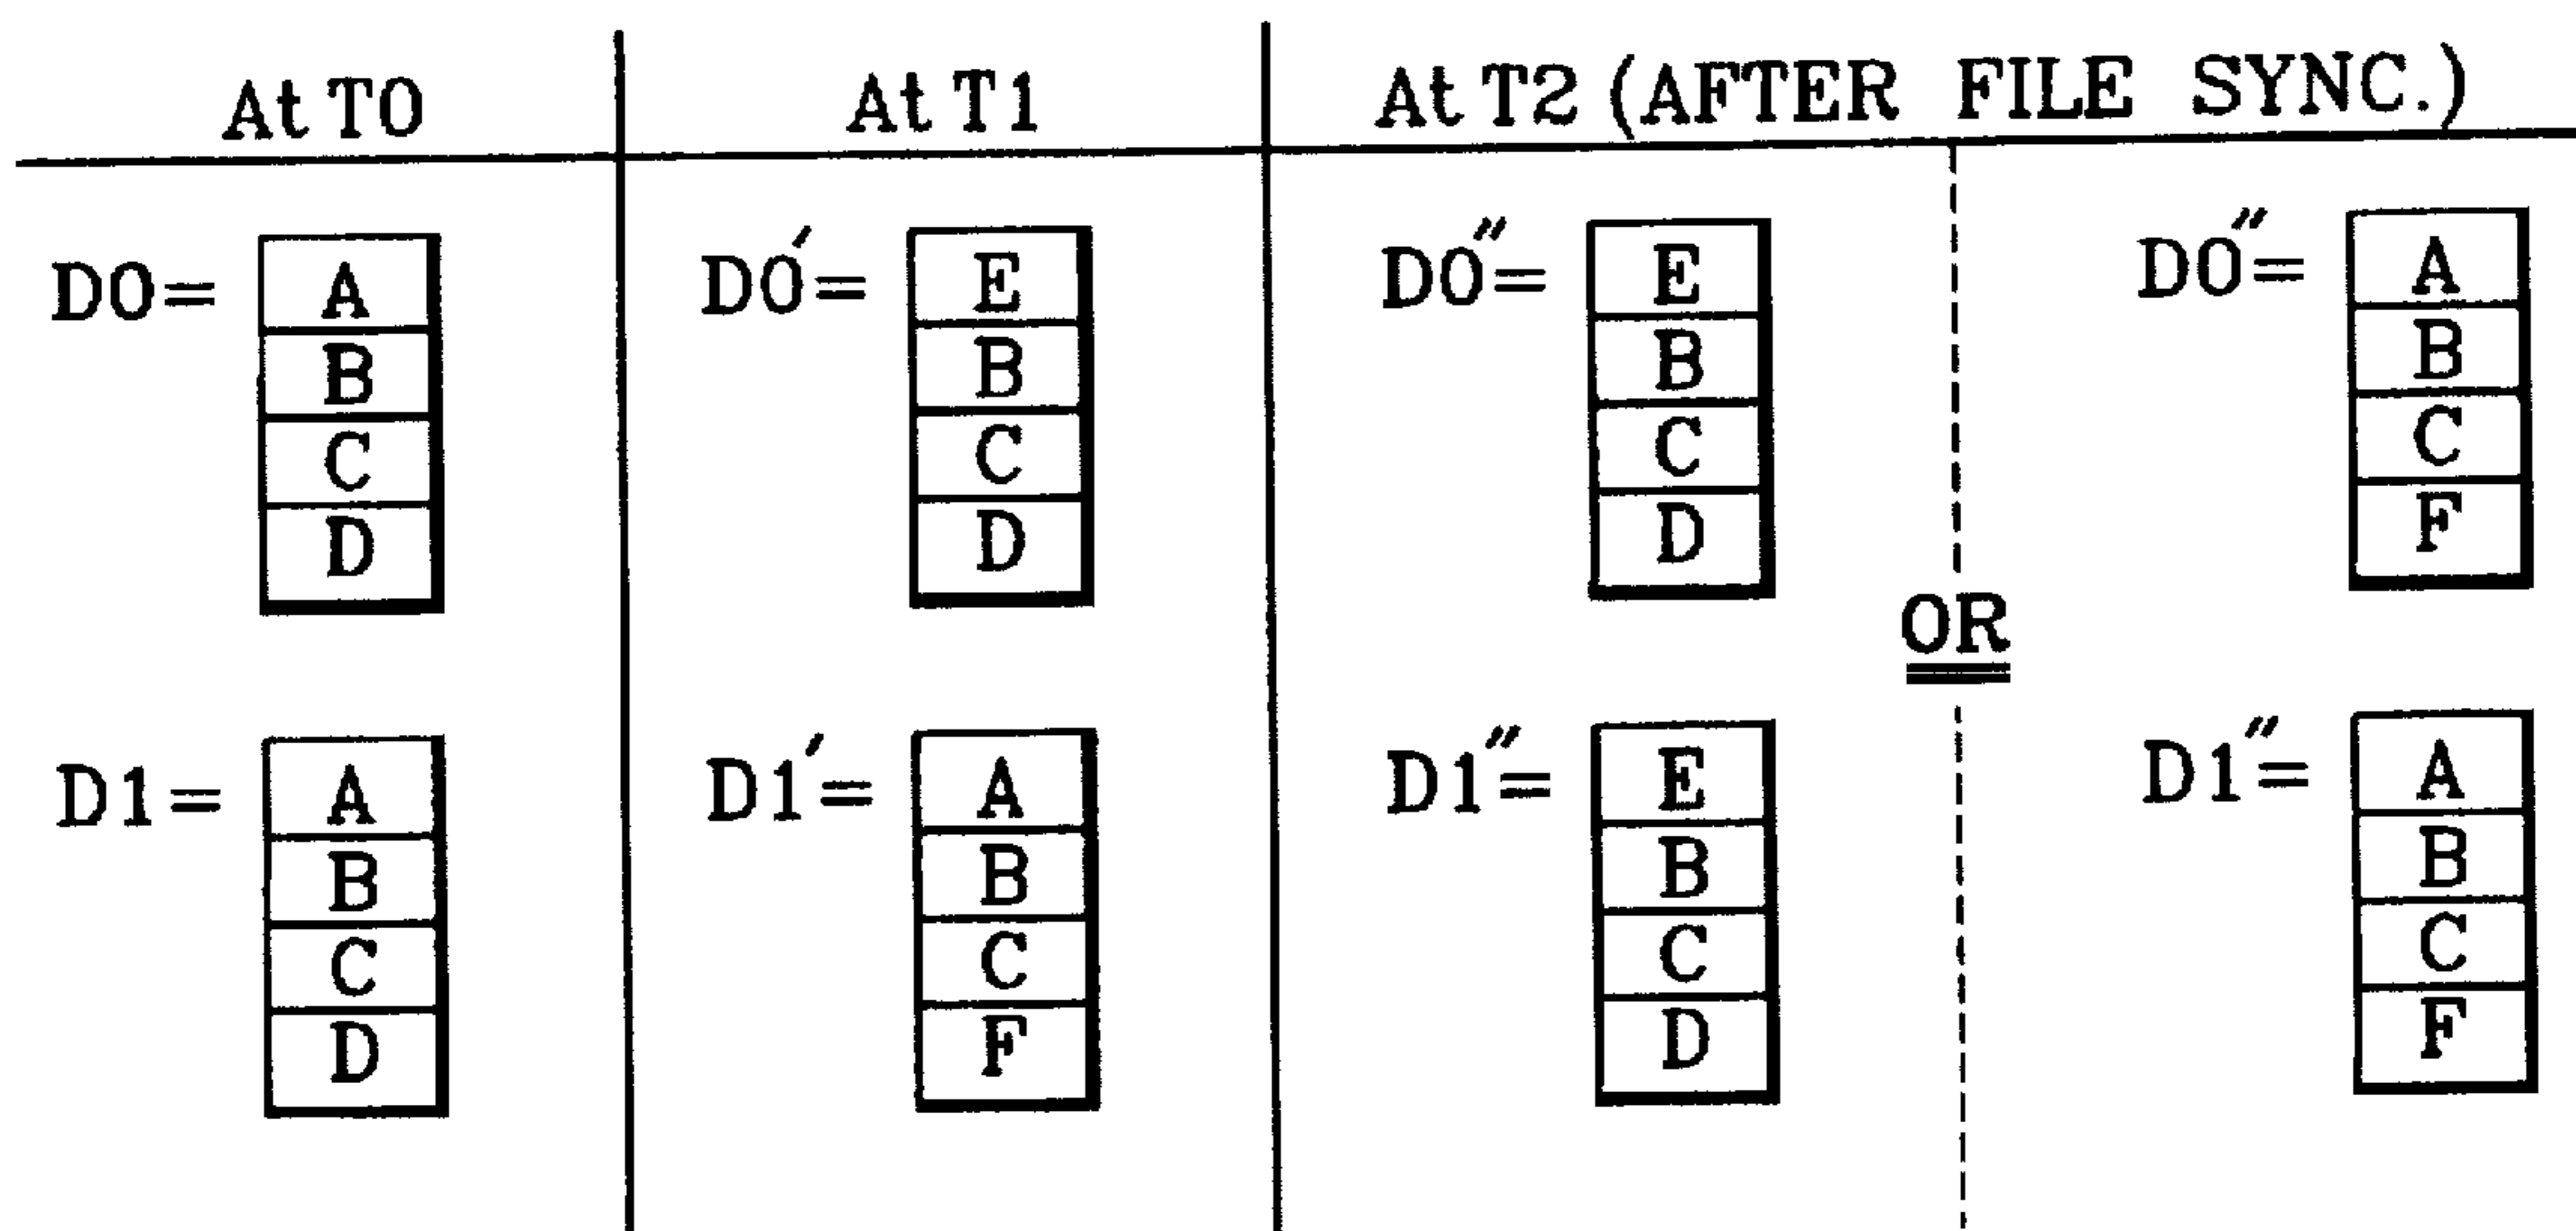 At T0
At T1
At T2 (AFTER FILE SYNC.)
D0=
A
B
C
D
D0′=
E
B
C
D
D0″=
E
B
C
D
D0″=
A
B
C
F
OR
D1=
A
B
C
D
D1′=
A
B
C
F
D1″=
E
B
C
D
D1″=
A
B
C
F